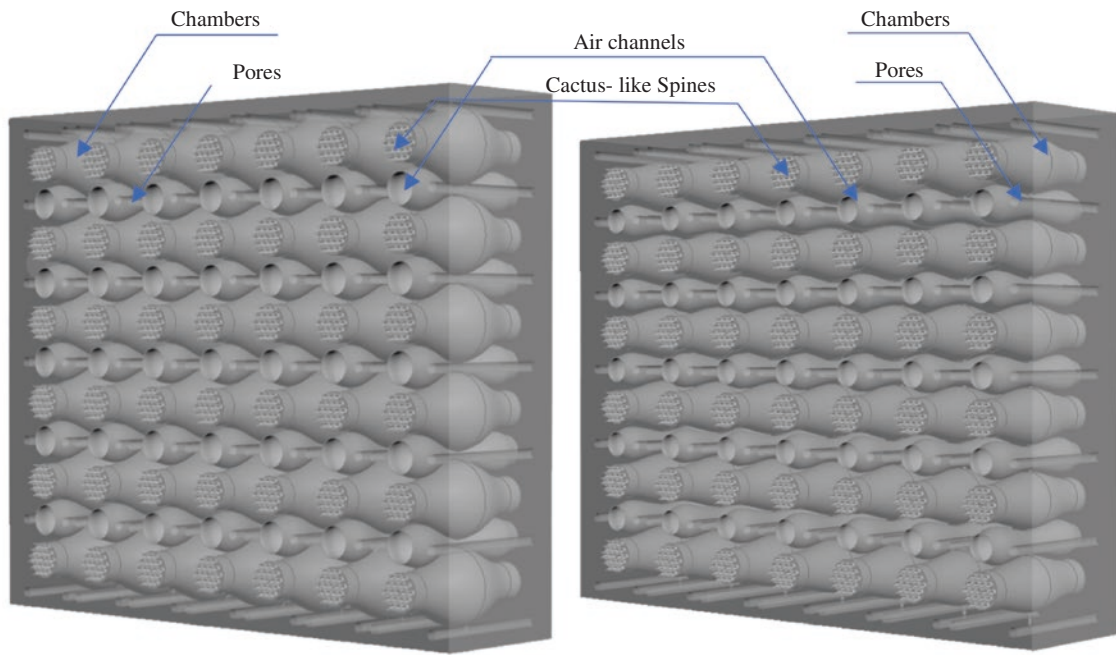 Chambers
Chambers
Air channels
Pores
Pores
Cactus- like Spines